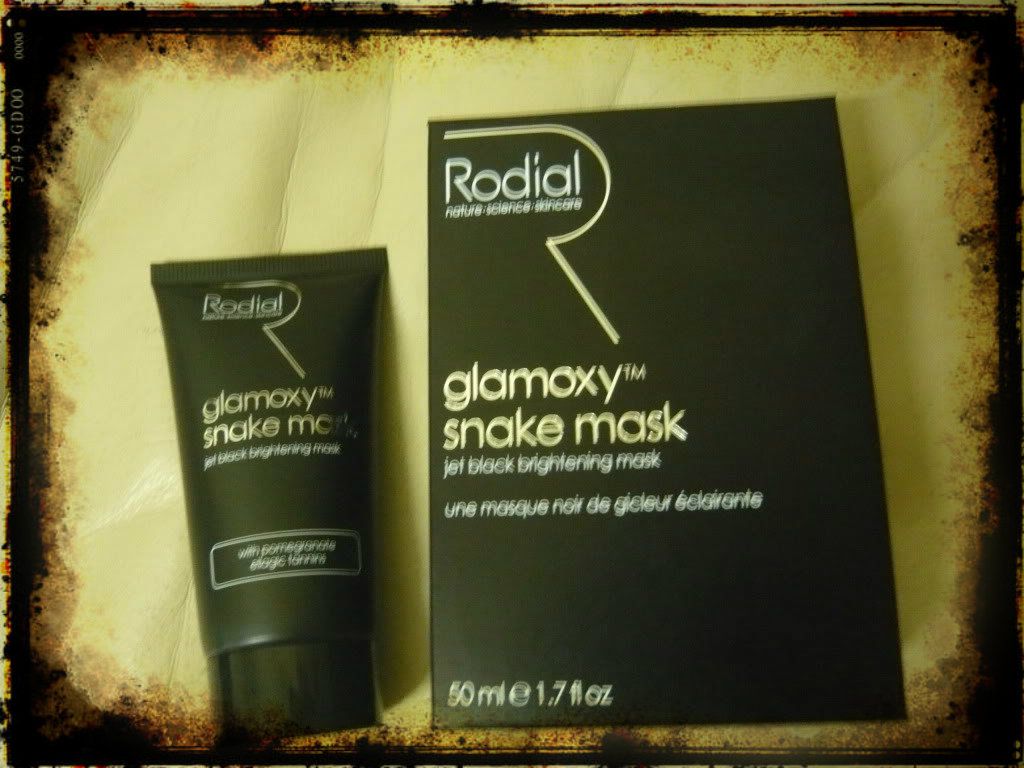 5749-GDOO 0000
Rodial
nature·science·skincare
glamoxy™
snake mask
jet black brightening mask
with pomegranate
ellagic tannins
Rodial
nature·science·skincare
glamoxy™
snake mask
jet black brightening mask
une masque noir de gicleur éclairante
50 ml ℮ 1.7 fl oz